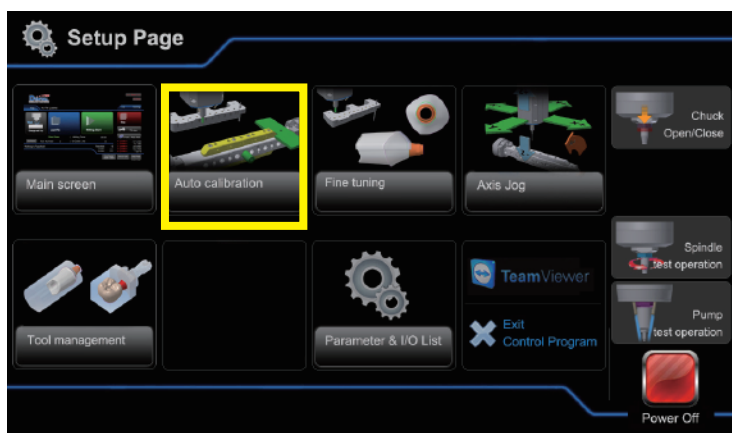 Setup Page
Main screen
Auto calibration
Fine tuning
Axis Jog
Chuck
Open/Close
Tool management
Parameter & I/O List
TeamViewer
Exit
Control Program
Spindle
test operation
Pump
test operation
Power Off